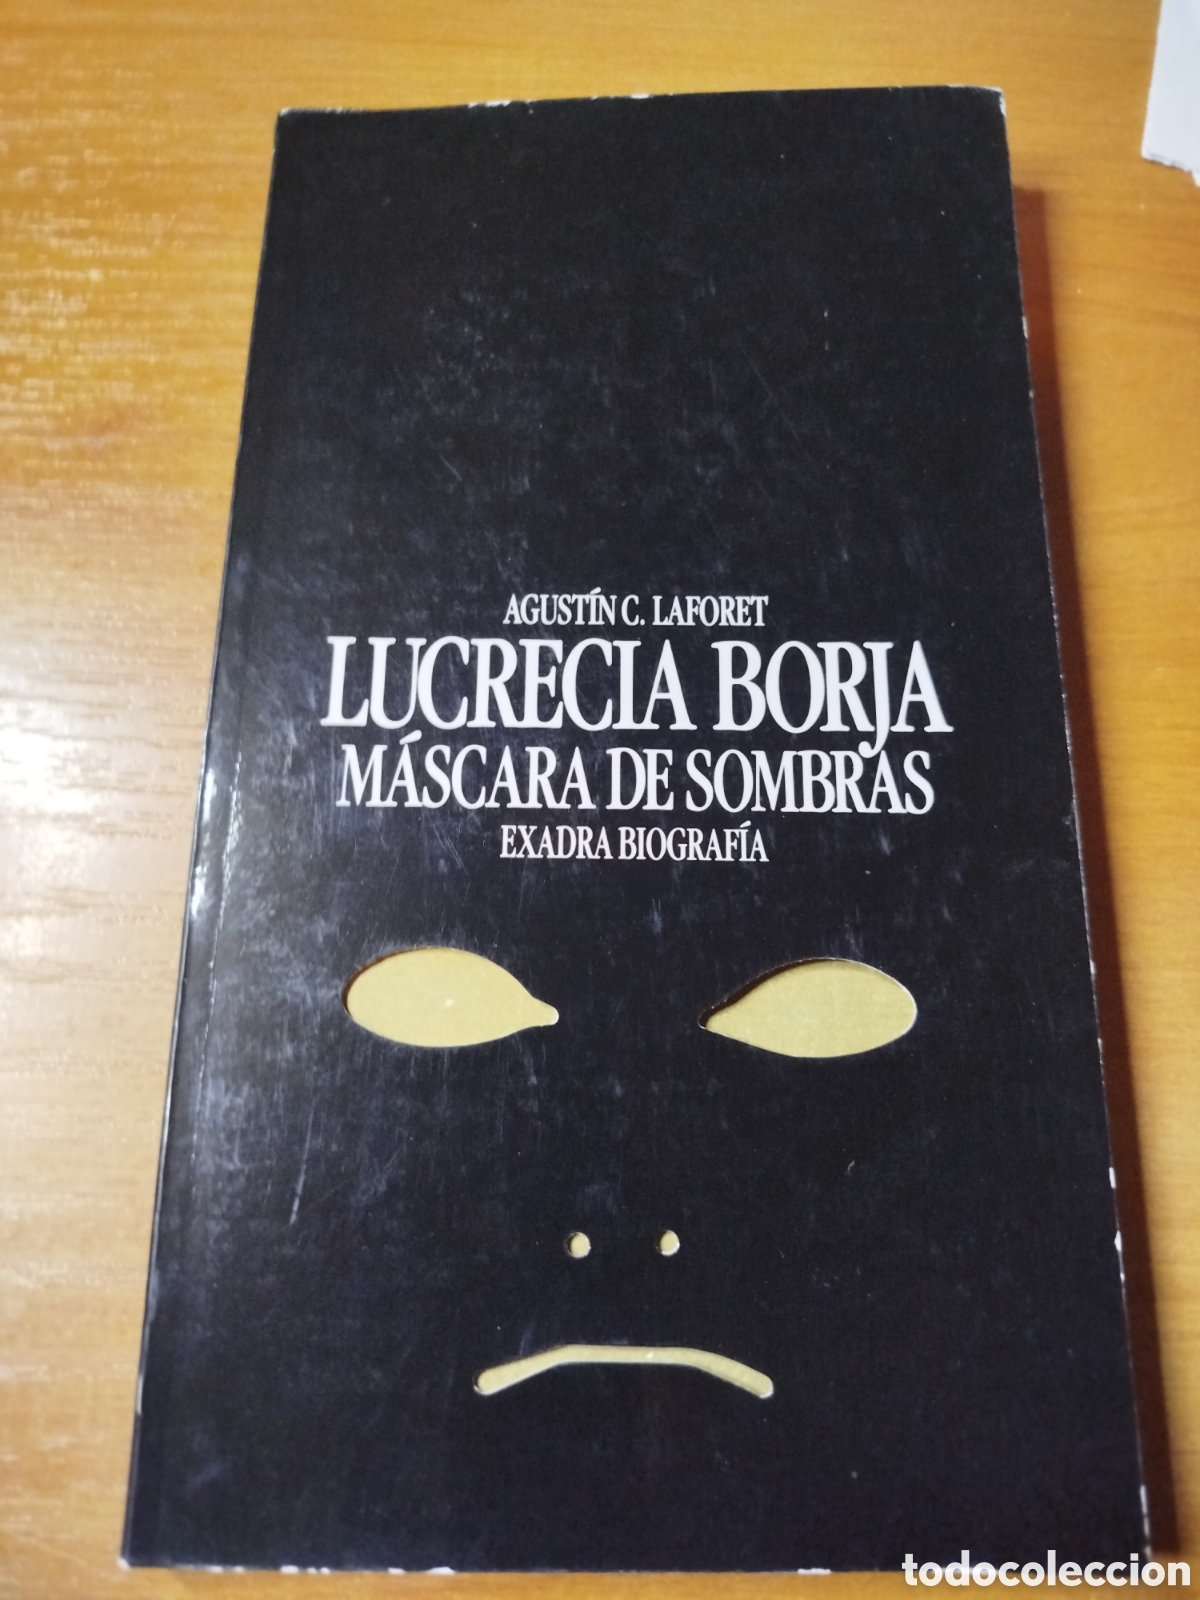 AGUSTÍN C. LAFORET
LUCRECIA BORJA
MÁSCARA DE SOMBRAS
EXADRA BIOGRAFÍA
todocoleccion